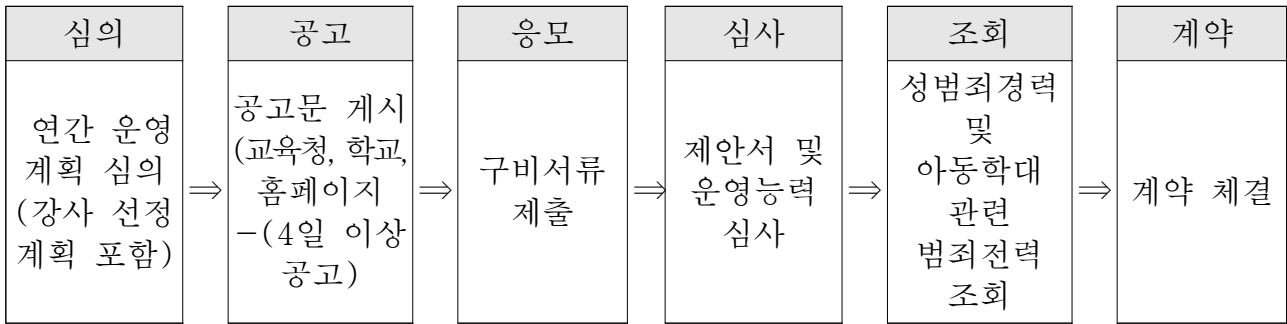 심의
연간 운영
계획 심의
(강사 선정
계획 포함)
⇒
공고
공고문 게시
(교육청, 학교,
홈페이지
-(4일 이상
공고)
⇒
응모
구비서류
제출
⇒
심사
제안서 및
운영능력
심사
⇒
조회
성범죄경력
및
아동학대
관련
범죄전력
조회
⇒
계약
계약 체결